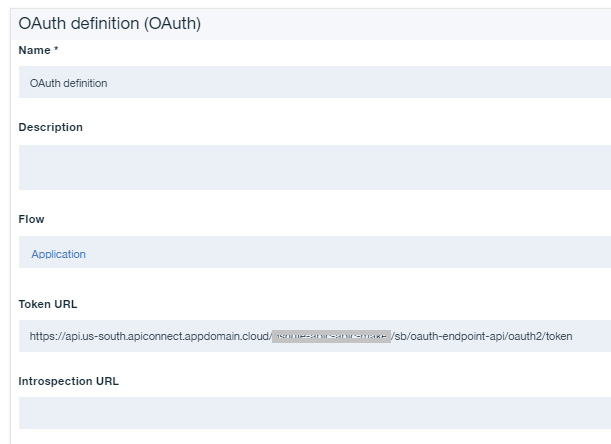 OAuth definition (OAuth)
Name *
OAuth definition
Description
Flow
Application
Token URL
https://api.us-south.apiconnect.appdomain.cloud/ /sb/oauth-endpoint-api/oauth2/token
Introspection URL